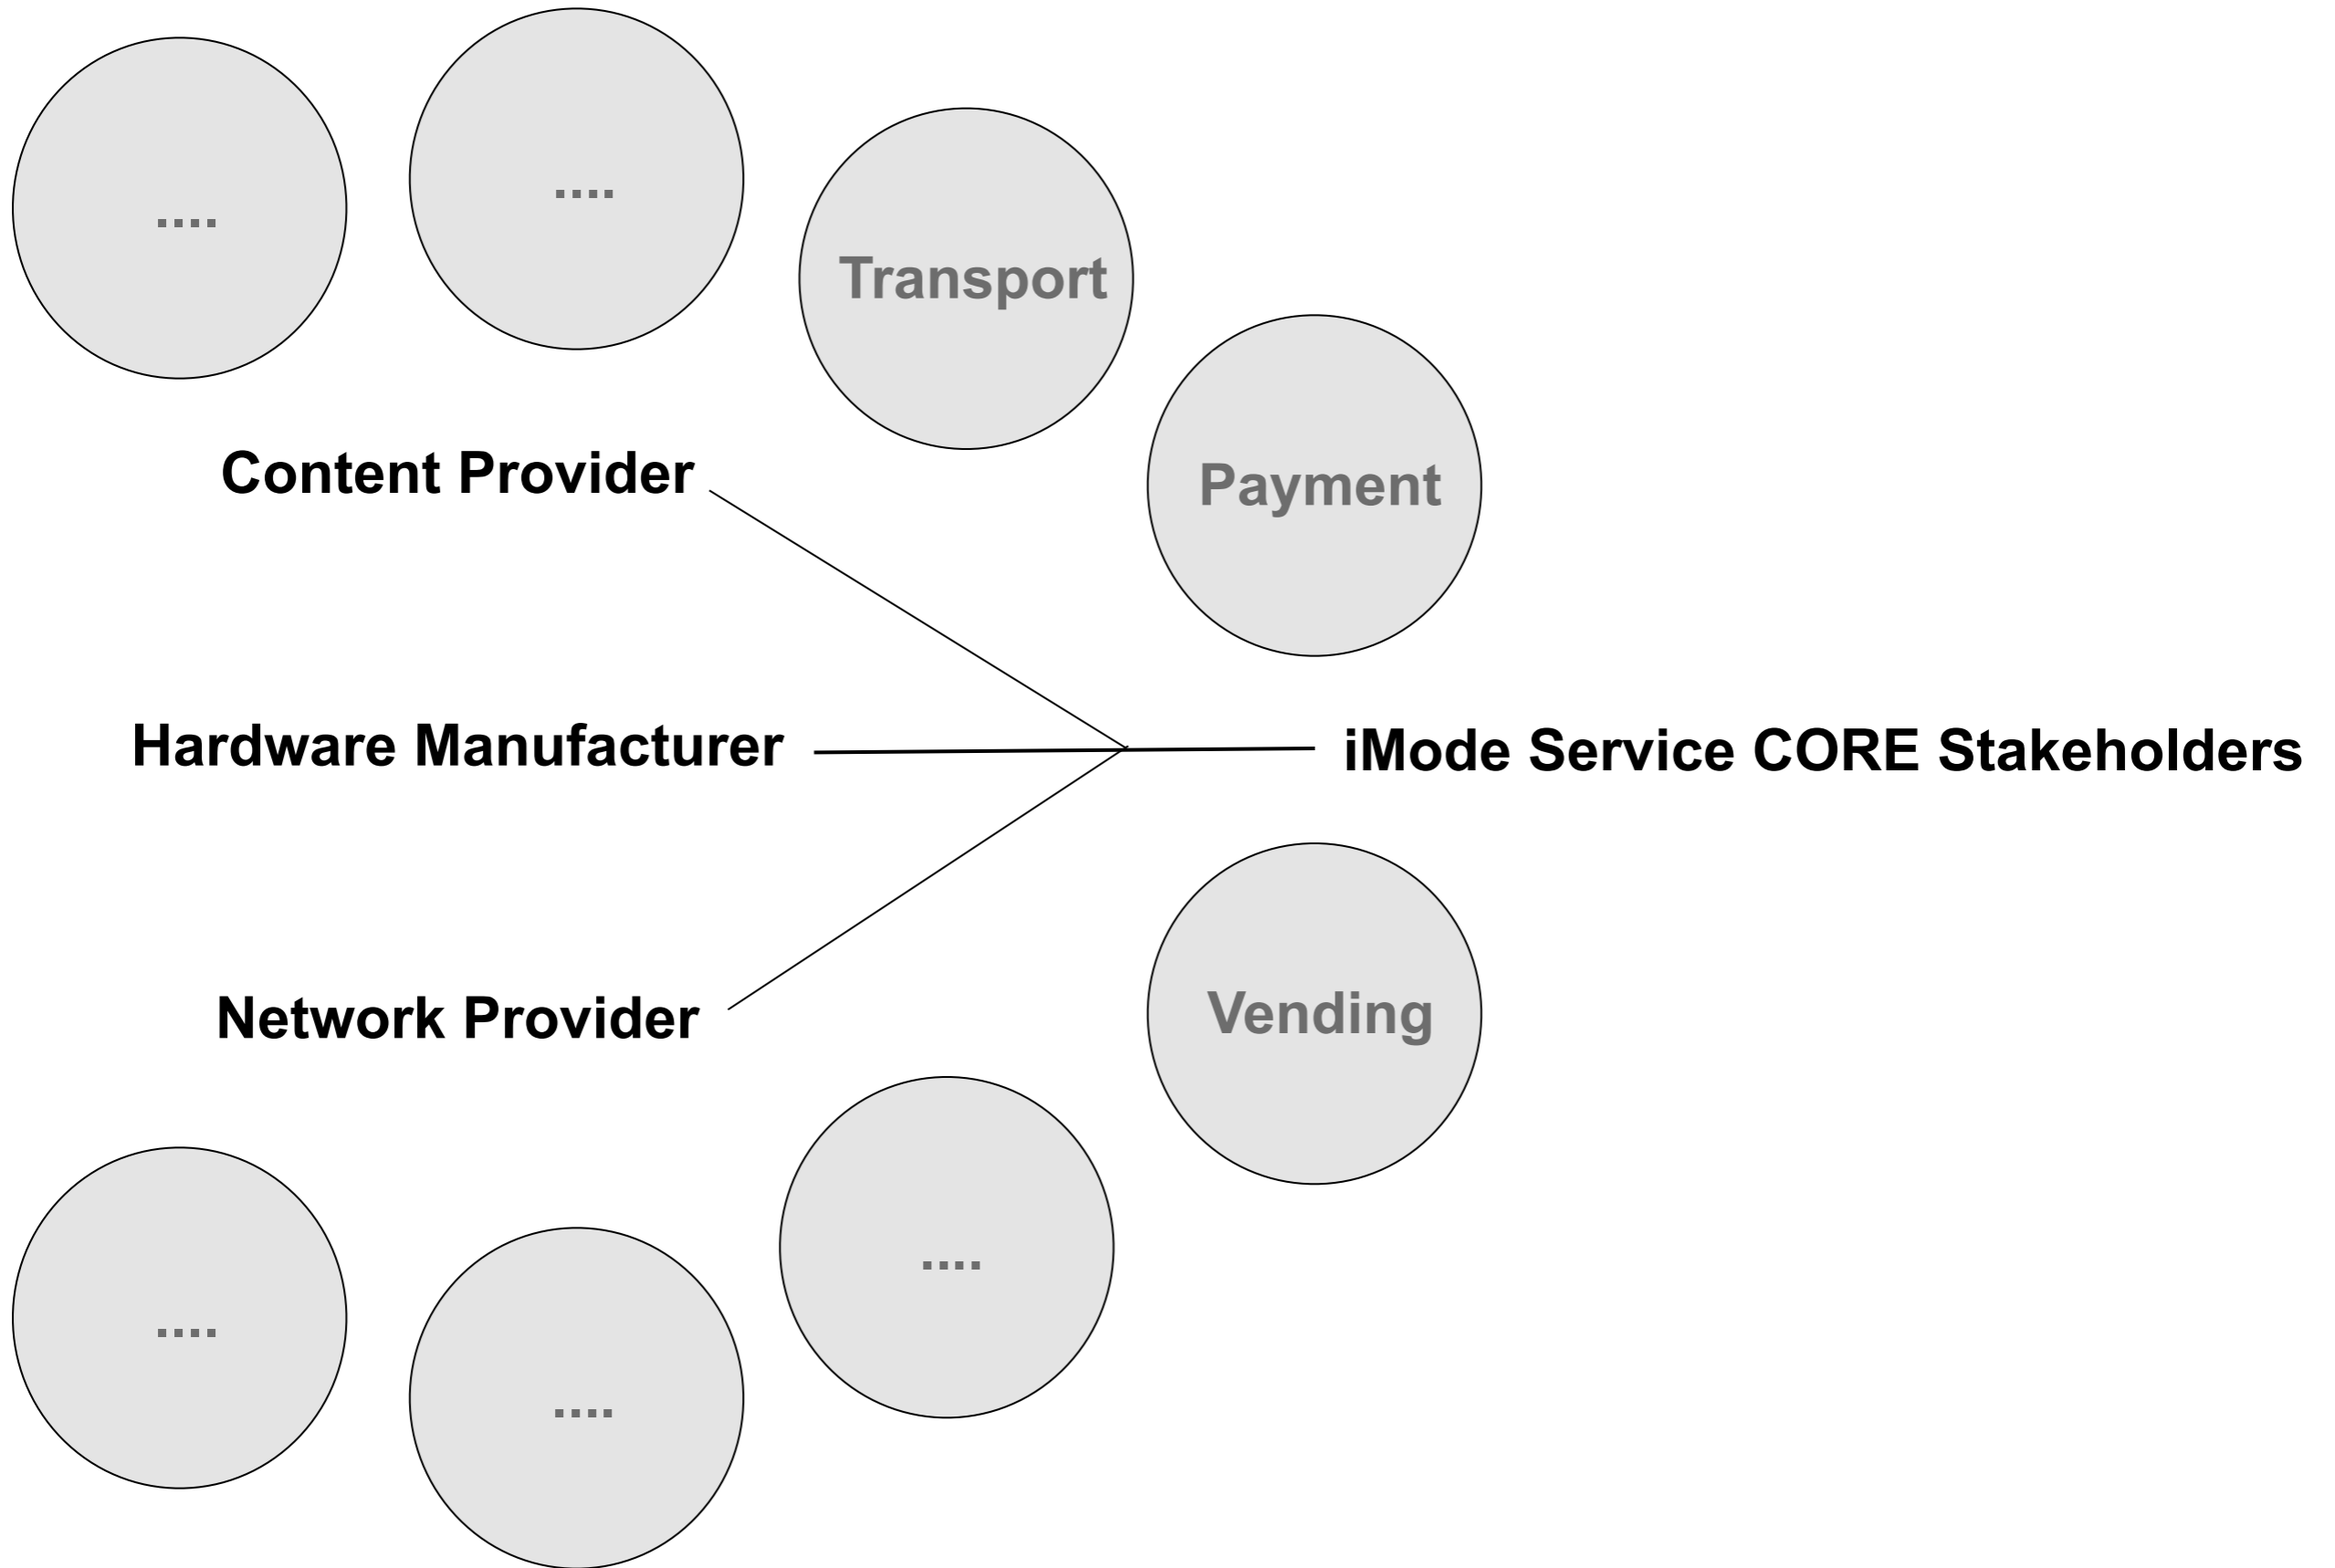 ....
....
Transport
Payment
Content Provider
Hardware Manufacturer
iMode Service CORE Stakeholders
Network Provider
Vending
....
....
....